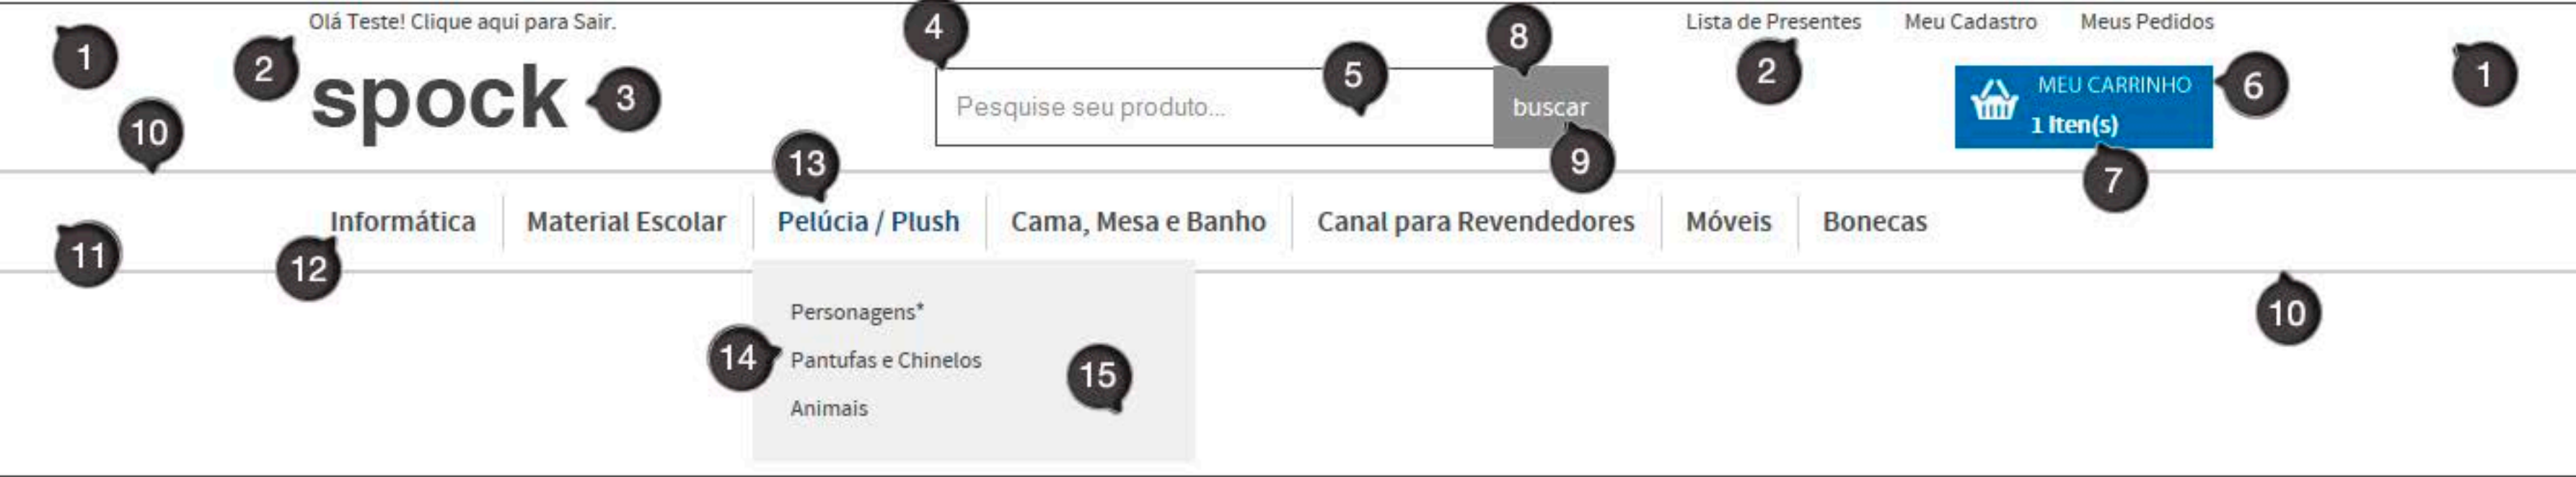 Olá Teste! Clique aqui para Sair.
4
8
Lista de Presentes Meu Cadastro Meus Pedidos
1
2
spock
3
Pesquise seu produto...
5
buscar
2
MEU CARRINHO
1 Iten(s)
6
1
10
13
9
7
Informática Material Escolar Pelúcia / Plush Cama, Mesa e Banho Canal para Revendedores Móveis Bonecas
11
12
10
Personagens*
14
Pantufas e Chinelos
15
Animais